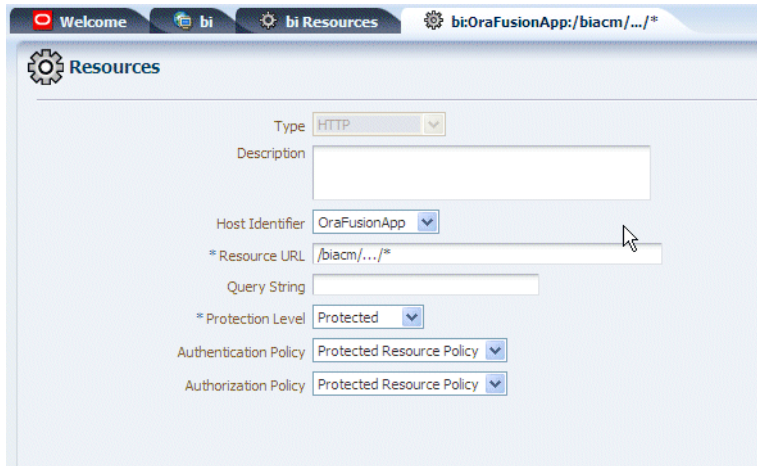 Welcome bi bi Resources bi:OraFusionApp:/biacm/.../*
Resources
Type HTTP
Description
Host Identifier OraFusionApp
* Resource URL /biacm/.../*
Query String
* Protection Level Protected
Authentication Policy Protected Resource Policy
Authorization Policy Protected Resource Policy